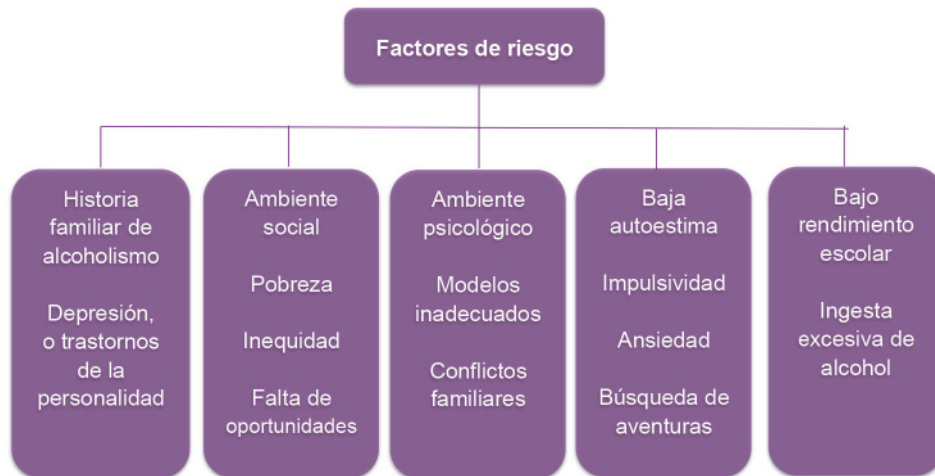 Factores de riesgo
Historia
familiar de
alcoholismo
Depresión,
o trastornos
de la
personalidad
Ambiente
social
Pobreza
Inequidad
Falta de
oportunidades
Ambiente
psicológico
Modelos
inadecuados
Conflictos
familiares
Baja
autoestima
Impulsividad
Ansiedad
Búsqueda de
aventuras
Bajo
rendimiento
escolar
Ingesta
excesiva de
alcohol